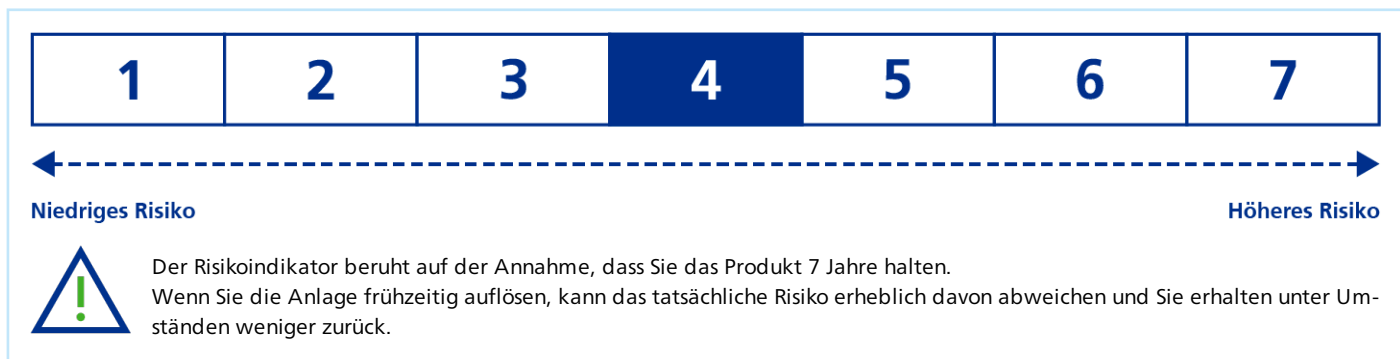 1 2 3 4 5 6 7
Niedriges Risiko Höheres Risiko
Der Risikoindikator beruht auf der Annahme, dass Sie das Produkt 7 Jahre halten.
Wenn Sie die Anlage frühzeitig auflösen, kann das tatsächliche Risiko erheblich davon abweichen und Sie erhalten unter Um-
ständen weniger zurück.